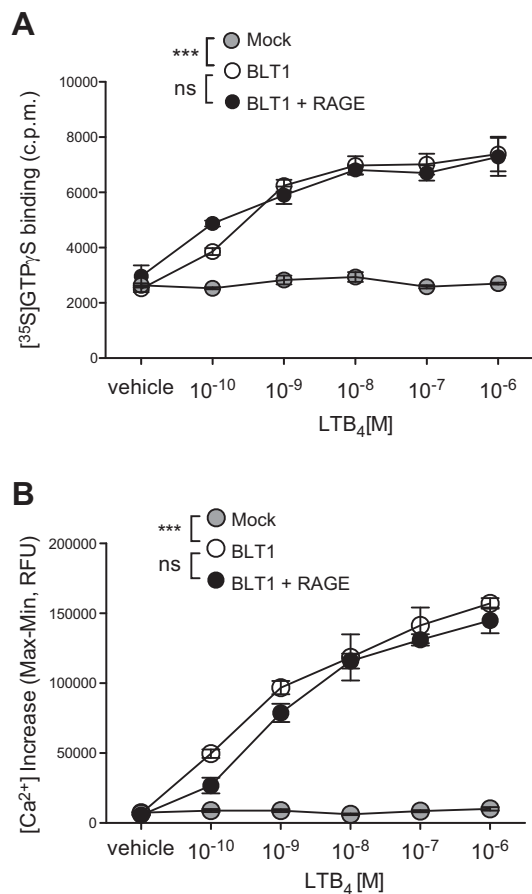 A
*** Mock
BLT1
ns
BLT1 + RAGE
[³⁵S]GTPγS binding (c.p.m.)
10000
8000
6000
4000
2000
0
vehicle 10⁻¹⁰ 10⁻⁹ 10⁻⁸ 10⁻⁷ 10⁻⁶
LTB₄[M]
B
*** Mock
BLT1
ns
BLT1 + RAGE
[Ca²⁺] Increase (Max-Min, RFU)
200000
150000
100000
50000
0
vehicle 10⁻¹⁰ 10⁻⁹ 10⁻⁸ 10⁻⁷ 10⁻⁶
LTB₄[M]